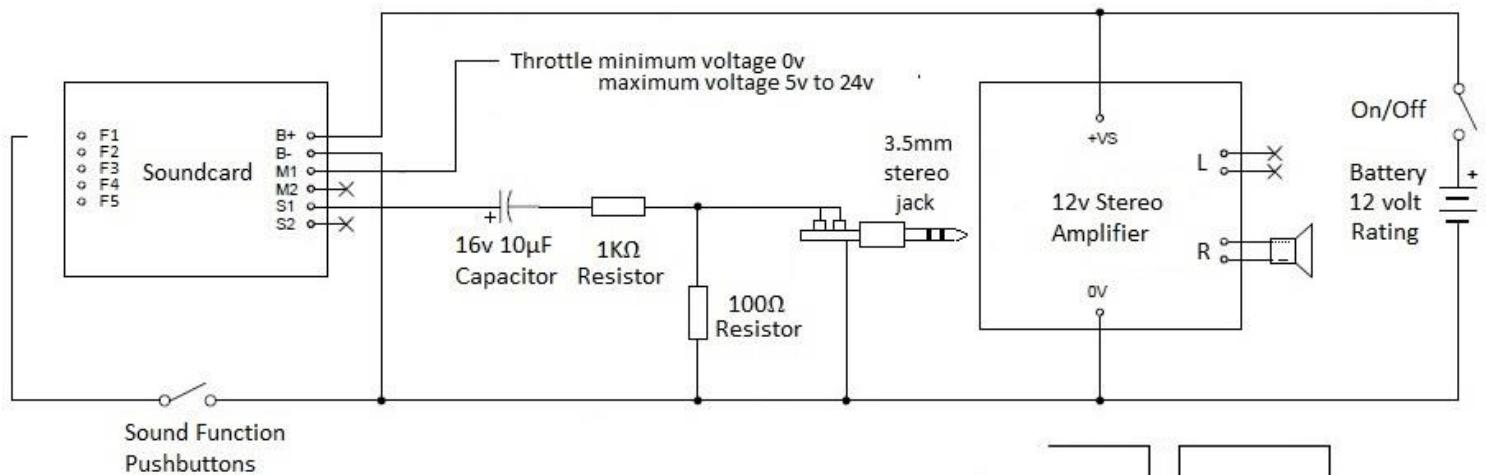 Throttle minimum voltage 0v
maximum voltage 5v to 24v
F1
F2
F3
F4
F5
Soundcard
B+
B-
M1
M2
S1
S2
+
16v 10µF
Capacitor
1KΩ
Resistor
100Ω
Resistor
3.5mm
stereo
jack
+VS
12v Stereo
Amplifier
0V
L
R
On/Off
Battery
12 volt
Rating
+
Sound Function
Pushbuttons